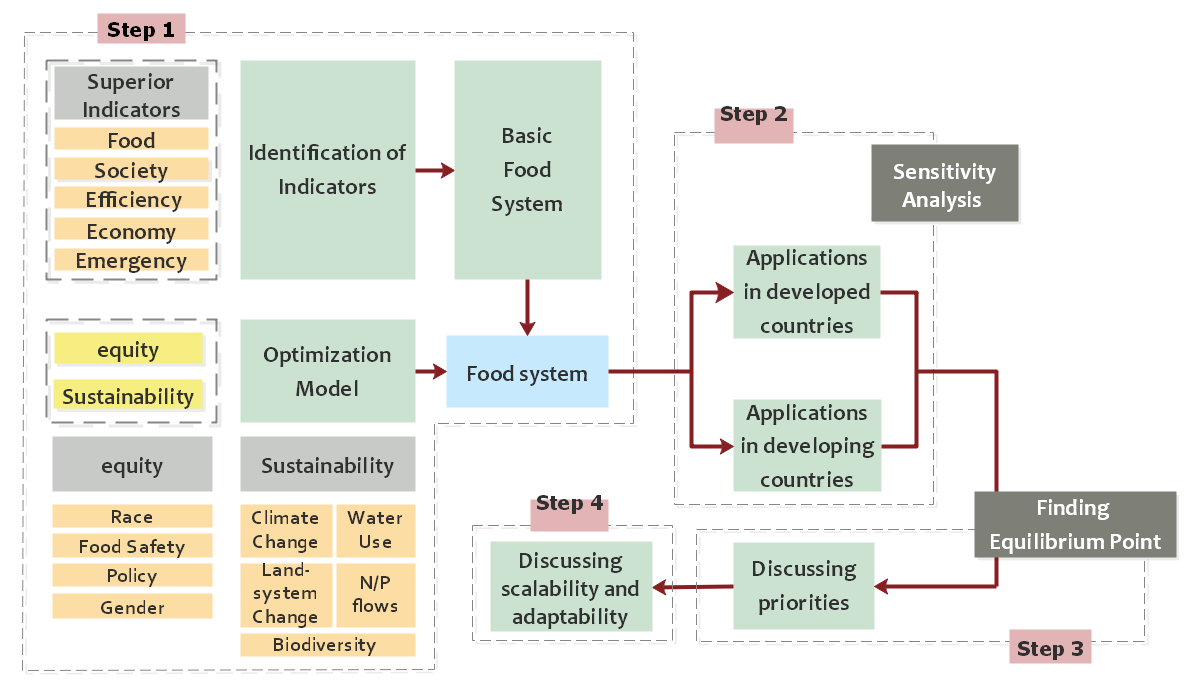 Step 1
Superior
Indicators
Food
Society
Efficiency
Economy
Emergency
Identification of
Indicators
Basic
Food
System
equity
Sustainability
Optimization
Model
Food system
equity
Race
Food Safety
Policy
Gender
Sustainability
Climate
Change
Water
Use
Land-
system
Change
N/P
flows
Biodiversity
Step 2
Sensitivity
Analysis
Applications
in developed
countries
Applications
in developing
countries
Finding
Equilibrium Point
Discussing
priorities
Step 3
Step 4
Discussing
scalability and
adaptability